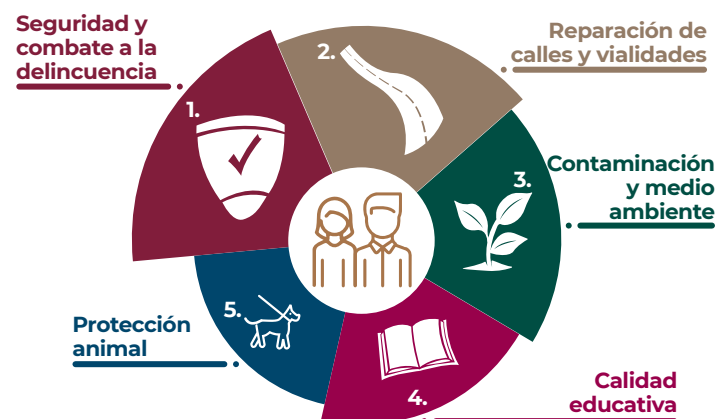 Seguridad y
combate a la
delincuencia
1.
2.
Reparación de
calles y vialidades
3.
Contaminación
y medio
ambiente
4.
Calidad
educativa
5.
Protección
animal